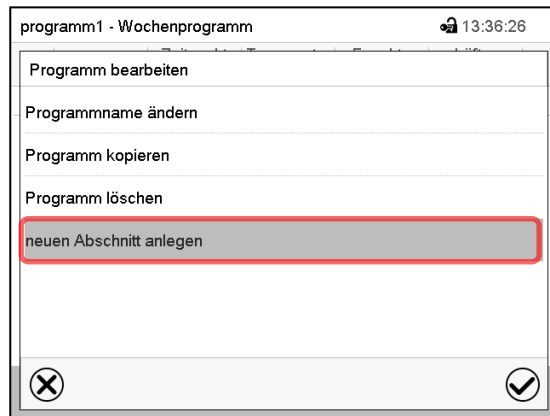 programm1 - Wochenprogramm 13:36:26
Programm bearbeiten
Programmname ändern
Programm kopieren
Programm löschen
neuen Abschnitt anlegen